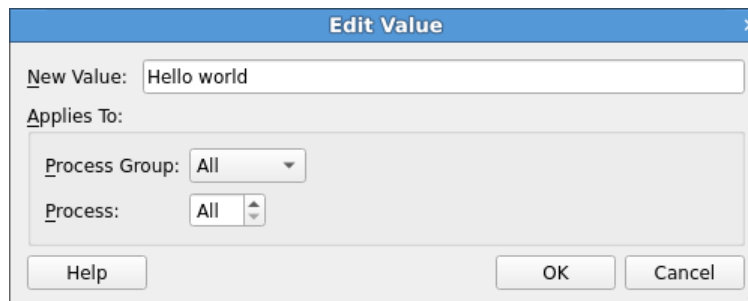 Edit Value
New Value: Hello world
Applies To:
Process Group: All
Process: All
Help OK Cancel